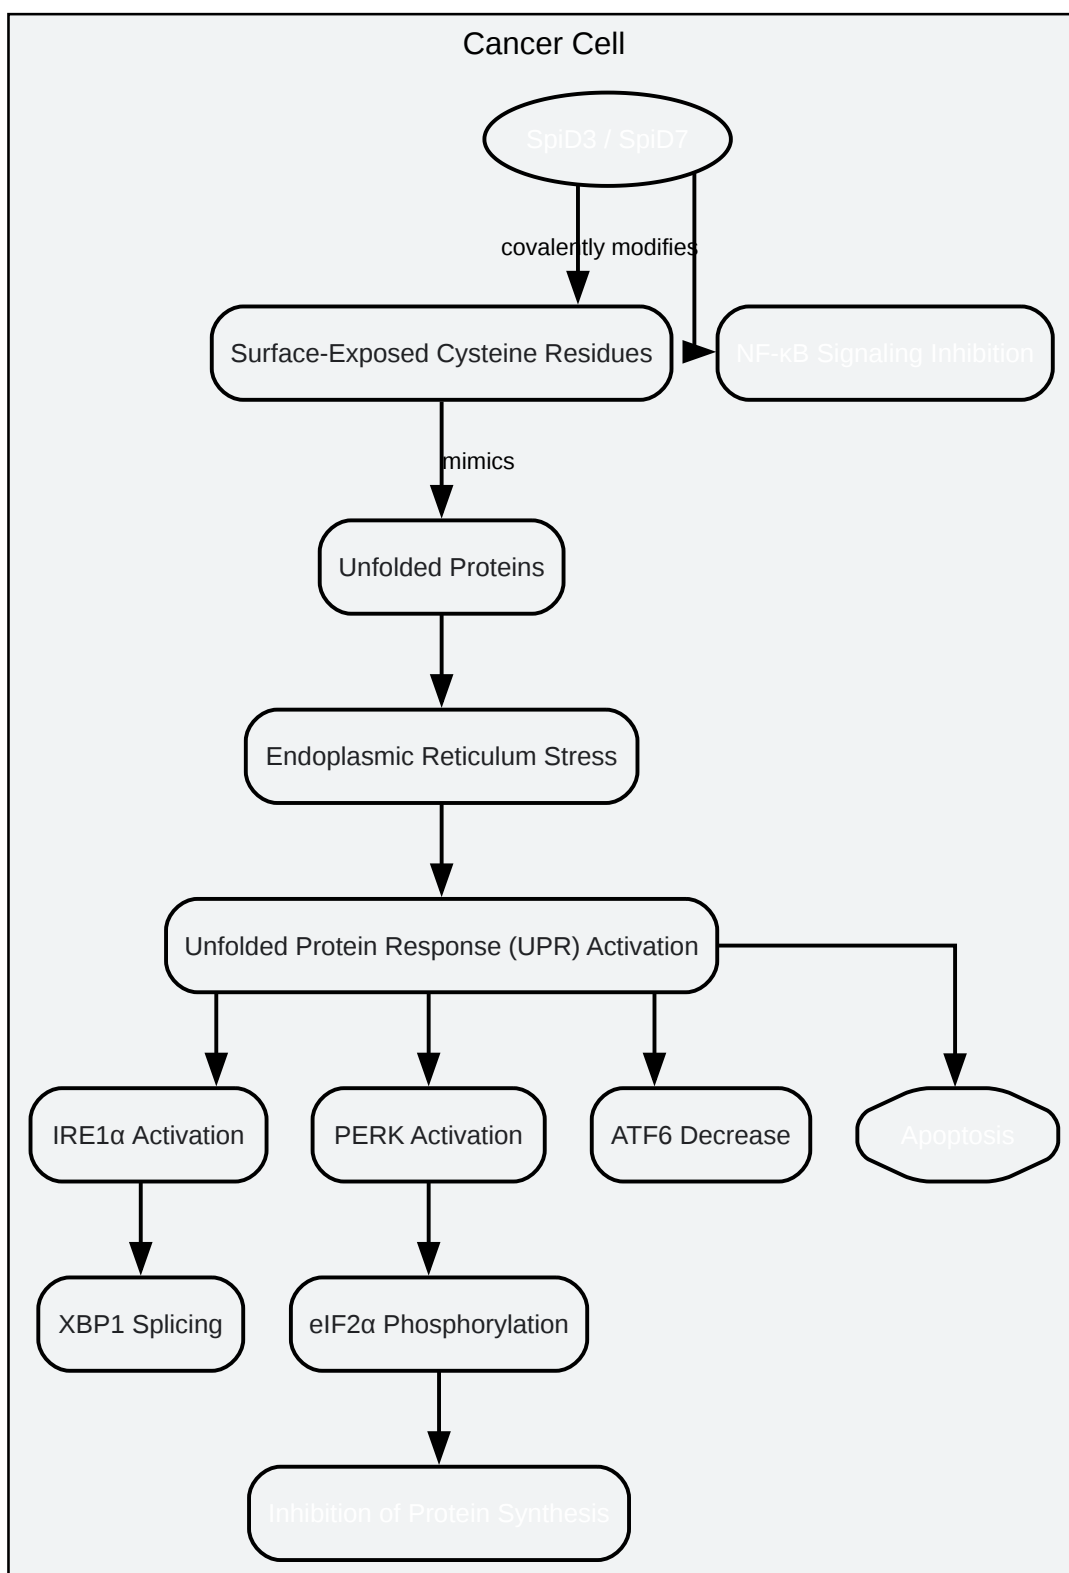 Cancer Cell
SpiD3 / SpiD7
covalently modifies
Surface-Exposed Cysteine Residues
NF-κB Signaling Inhibition
mimics
Unfolded Proteins
Endoplasmic Reticulum Stress
Unfolded Protein Response (UPR) Activation
IRE1α Activation
PERK Activation
ATF6 Decrease
Apoptosis
XBP1 Splicing
eIF2α Phosphorylation
Inhibition of Protein Synthesis